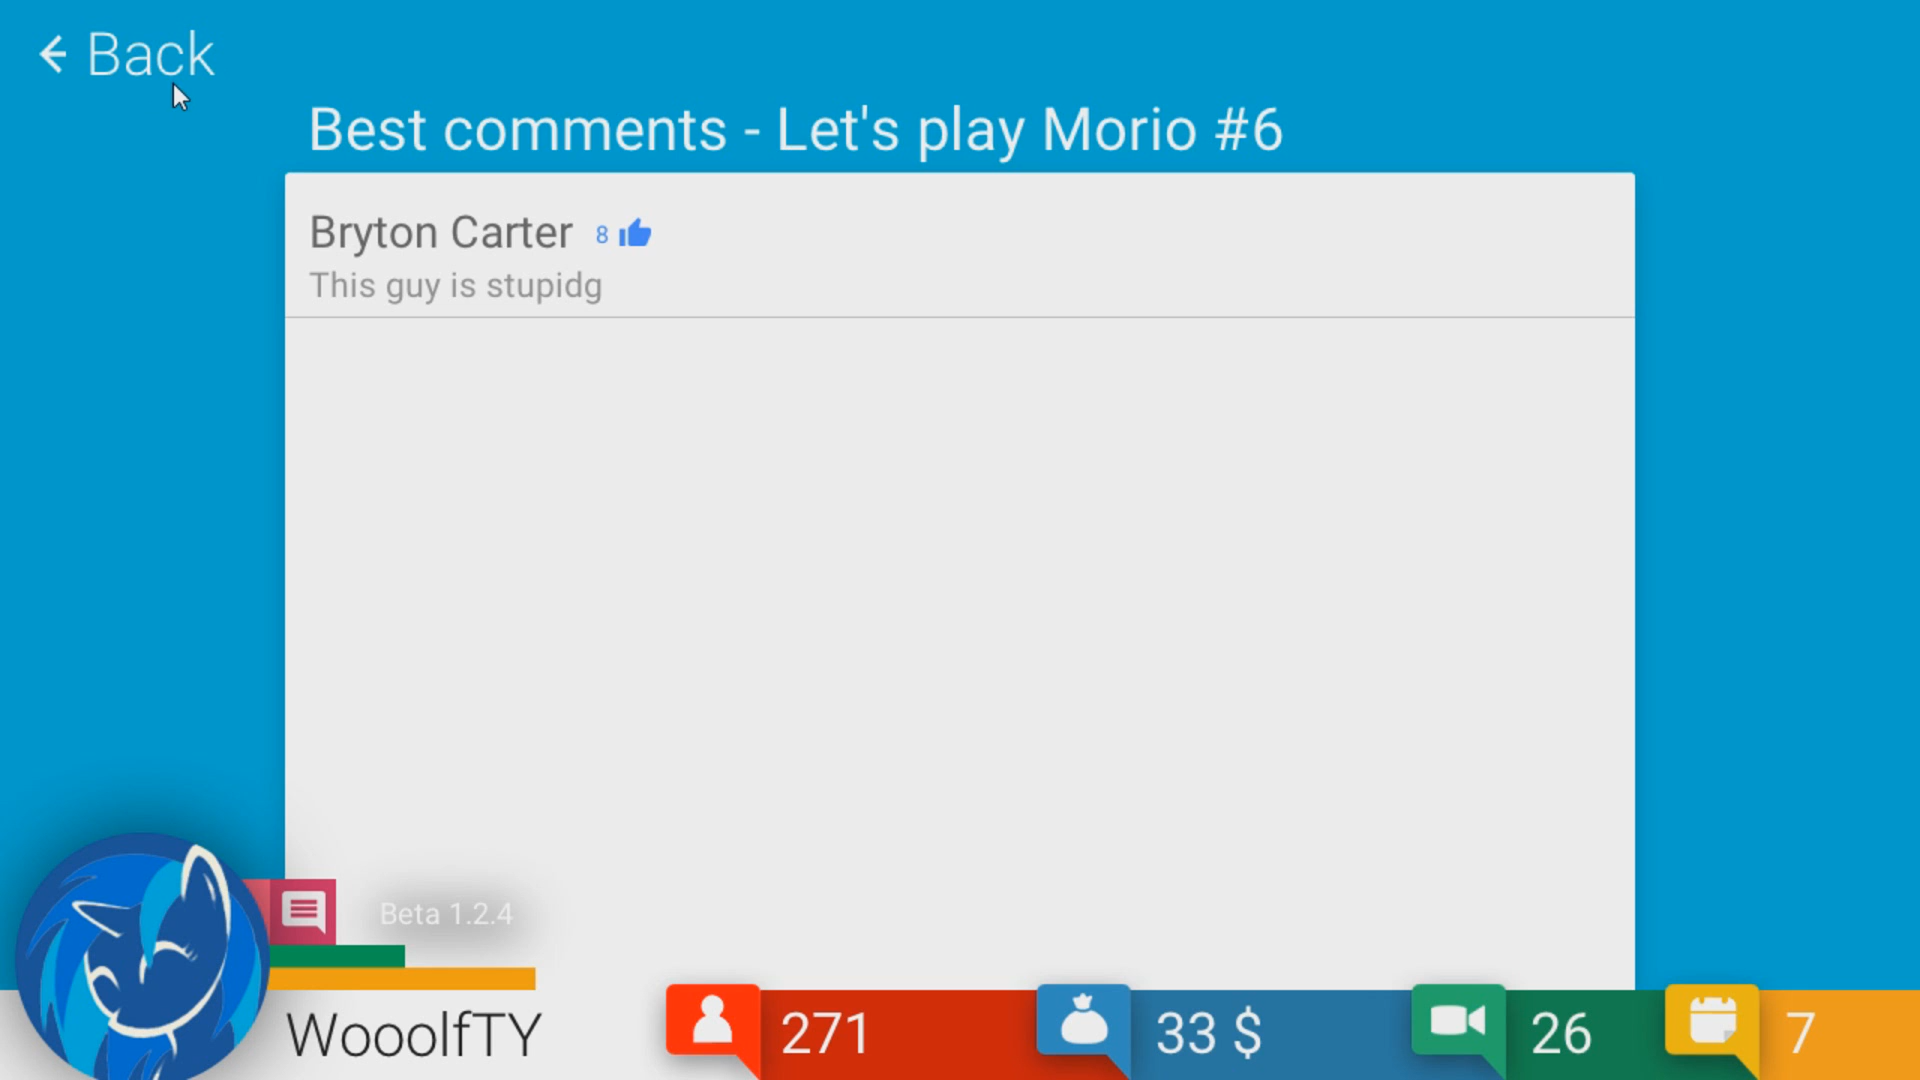 Back
Best comments - Let's play Morio #6
Bryton Carter 8
This guy is stupidg
Beta 1.2.4
WooolfTY
271
33 $
26
7